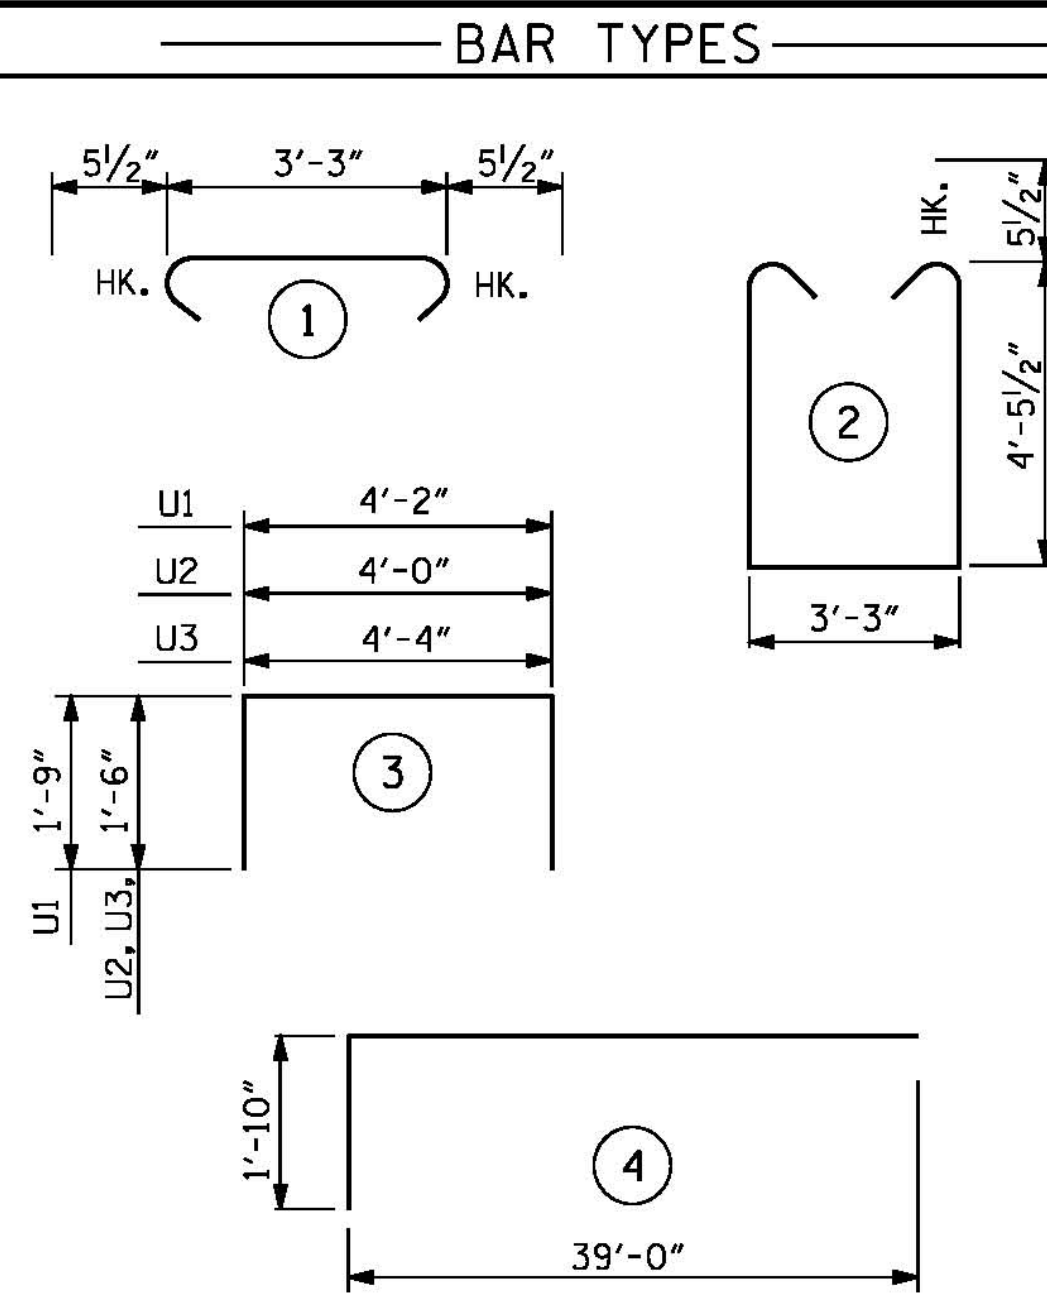 BAR TYPES
5½" 3'-3" 5½"
HK. HK.
1
HK.
5½"
4'-5½"
2
3'-3"
U1 4'-2"
U2 4'-0"
U3 4'-4"
1'-9"
1'-6"
3
U1
U2, U3,
1'-10"
4
39'-0"